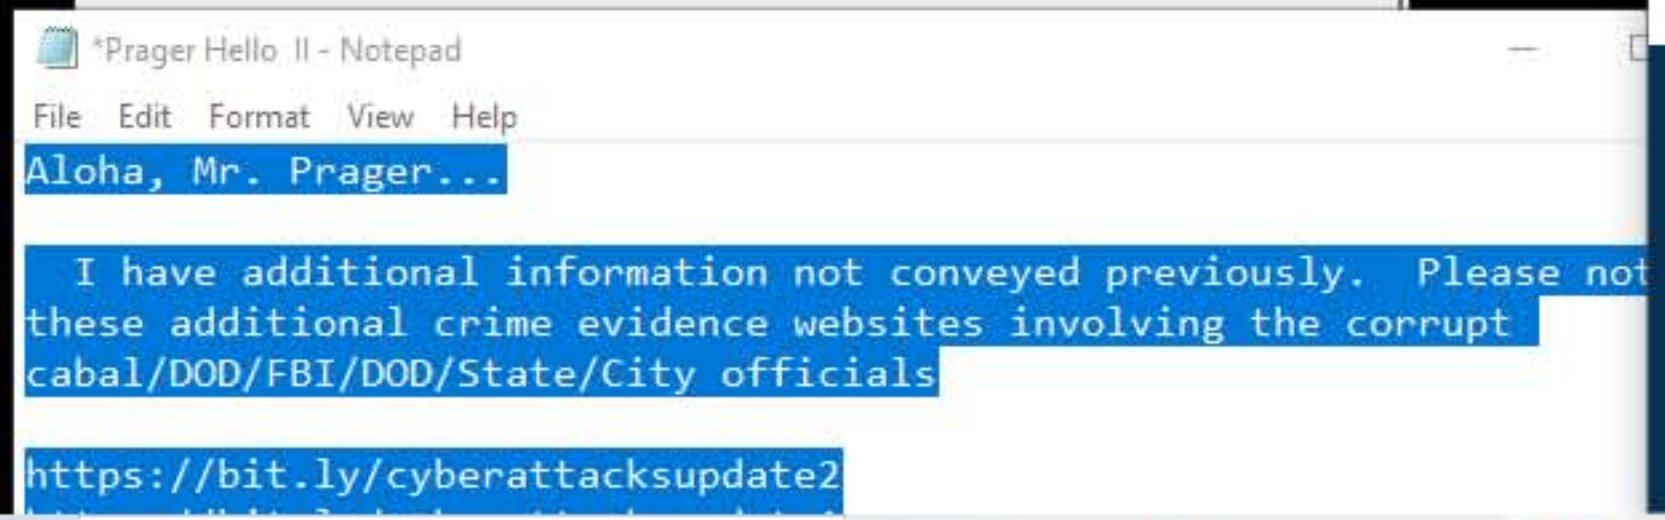 *Prager Hello II - Notepad
File Edit Format View Help
Aloha, Mr. Prager...
I have additional information not conveyed previously. Please not
these additional crime evidence websites involving the corrupt
cabal/DOD/FBI/DOD/State/City officials
https://bit.ly/cyberattacksupdate2